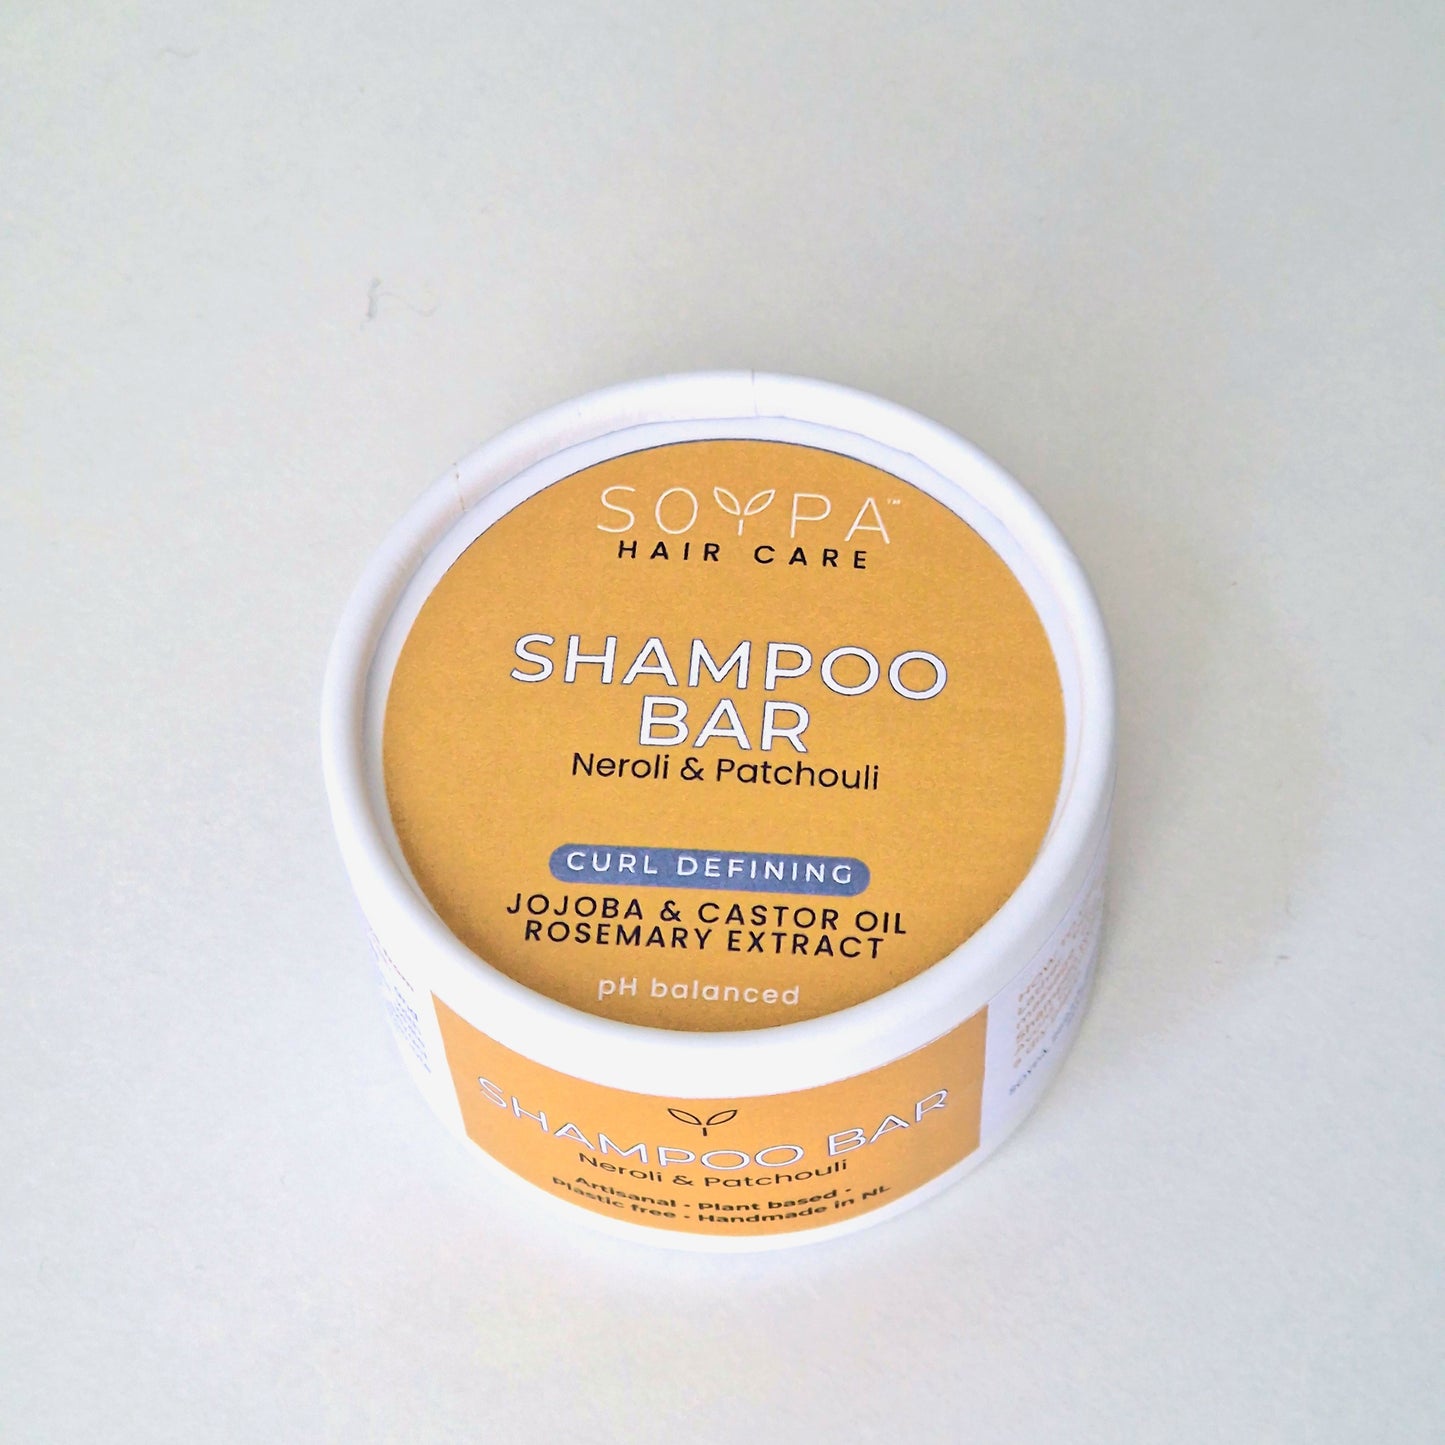 SOYPA™
HAIR CARE
SHAMPOO
BAR
Neroli & Patchouli
CURL DEFINING
JOJOBA & CASTOR OIL
ROSEMARY EXTRACT
pH balanced
SHAMPOO BAR
Neroli & Patchouli
Artisanal - Plant based -
Plastic free - Handmade in NL